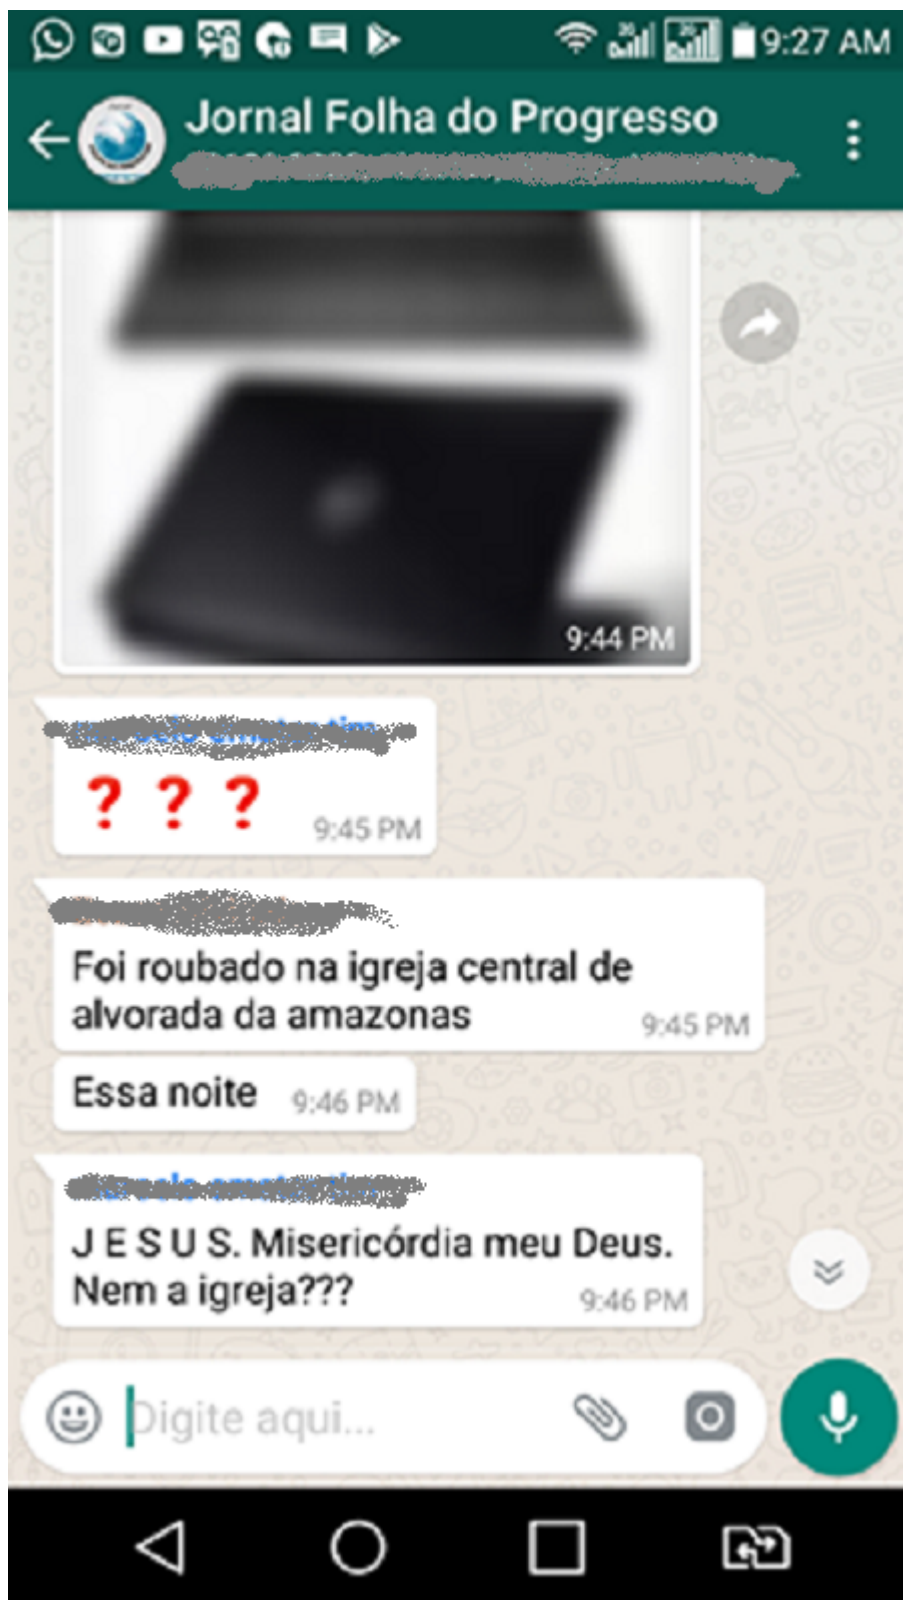 9:27 AM
Jornal Folha do Progresso
9:44 PM
❓ ❓ ❓
9:45 PM
Foi roubado na igreja central de
alvorada da amazonas
9:45 PM
Essa noite 9:46 PM
J E S U S. Misericórdia meu Deus.
Nem a igreja???
9:46 PM
Digite aqui...